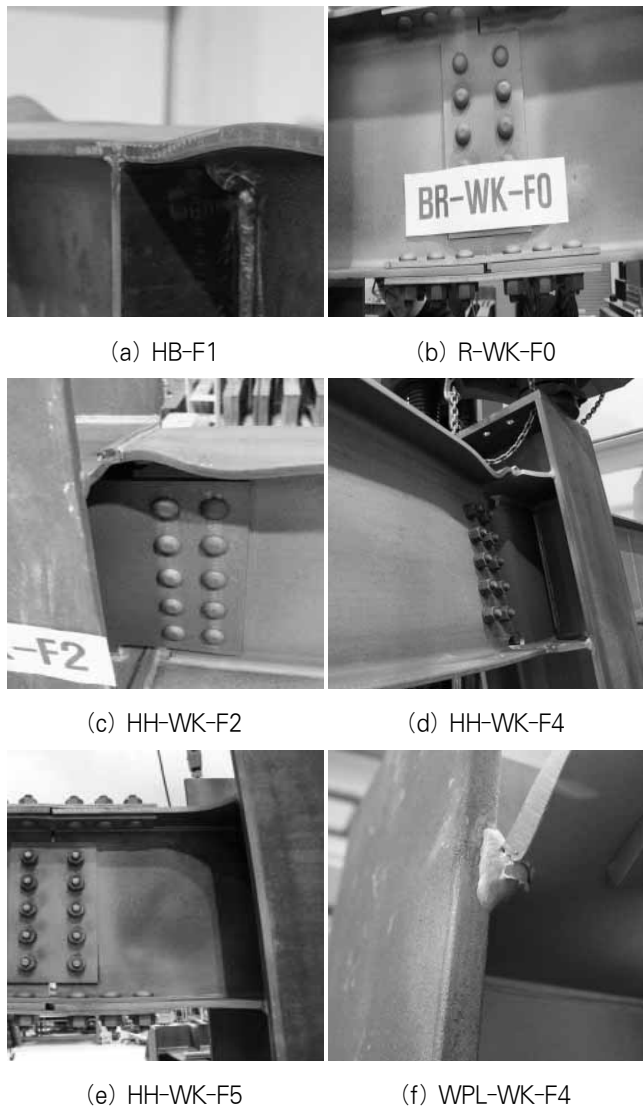 (a) HB-F1
BR-WK-F0
(b) R-WK-F0
-F2
(c) HH-WK-F2
(d) HH-WK-F4
(e) HH-WK-F5
(f) WPL-WK-F4